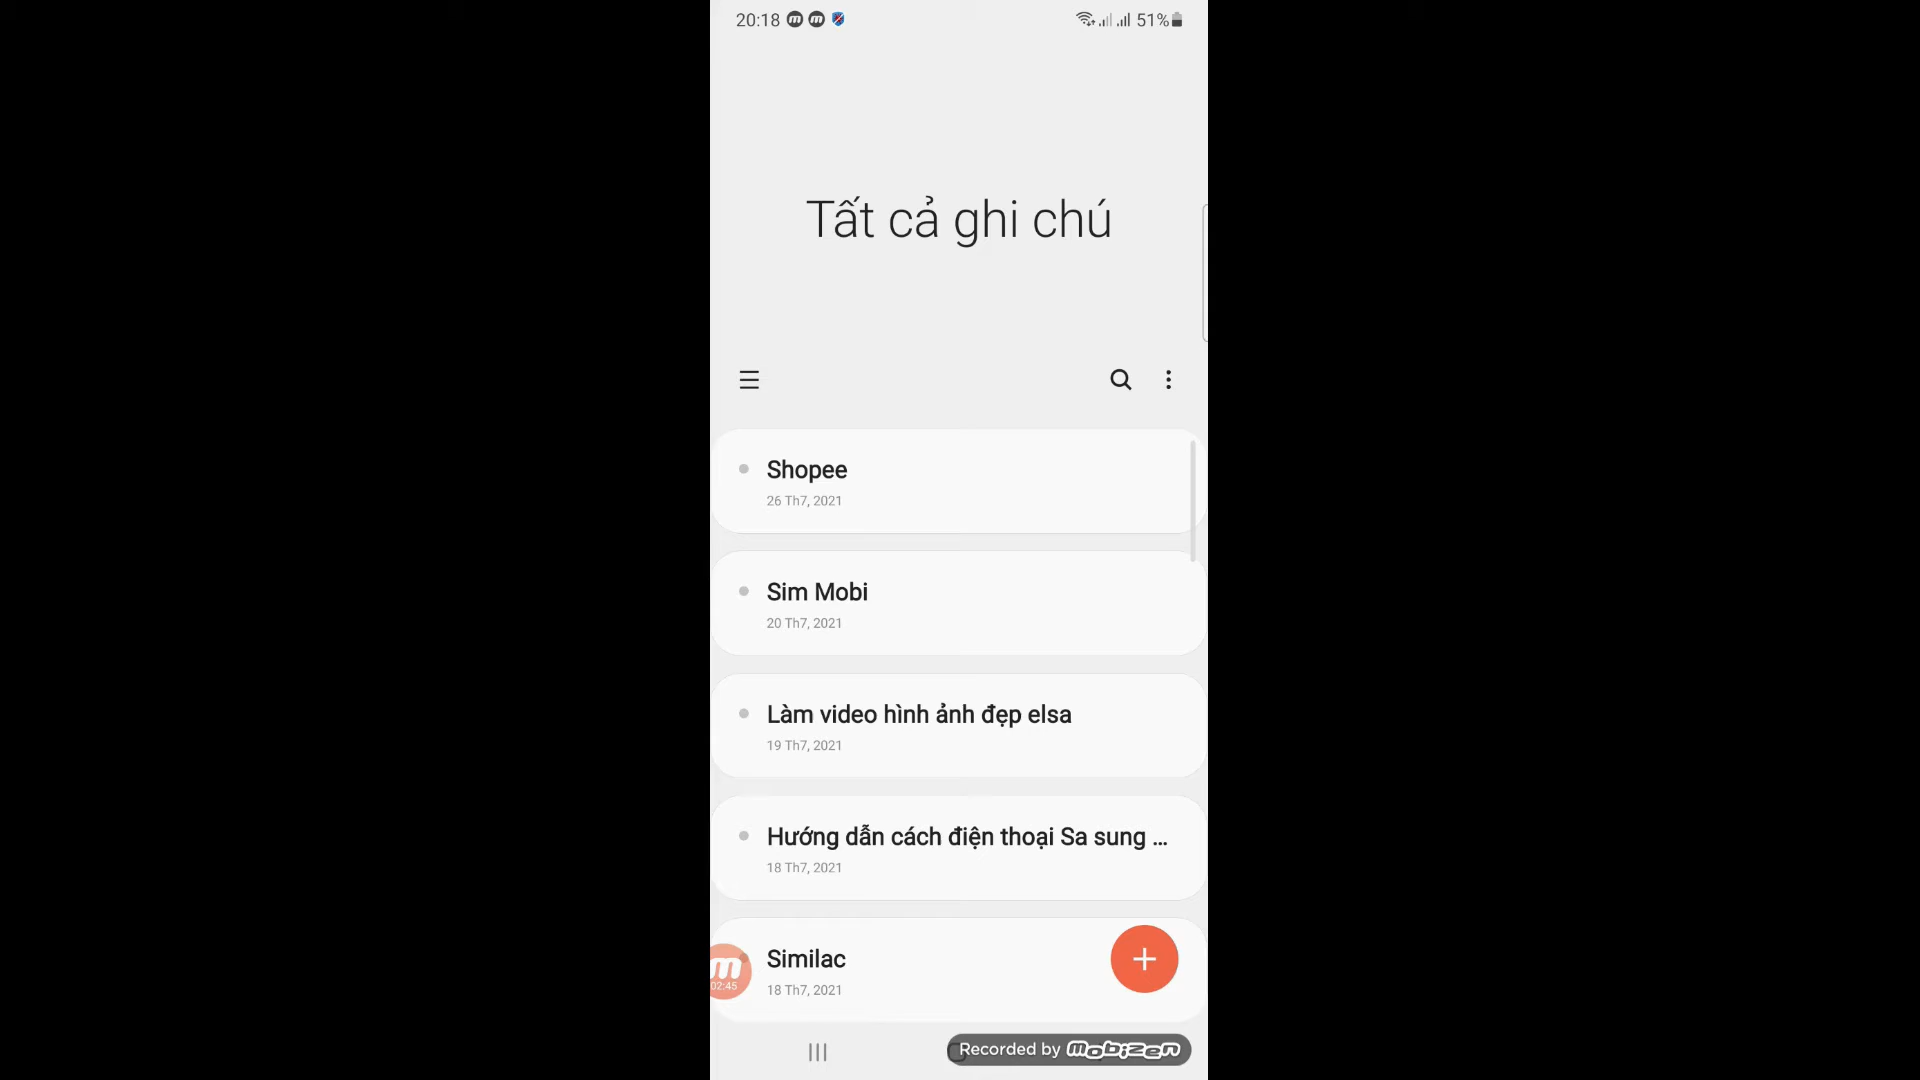 20:18 51%
Tất cả ghi chú
Shopee
26 Th7, 2021
Sim Mobi
20 Th7, 2021
Làm video hình ảnh đẹp elsa
19 Th7, 2021
Hướng dẫn cách điện thoại Sa sung ...
18 Th7, 2021
Similac
18 Th7, 2021
m
02:45
Recorded by mobizen